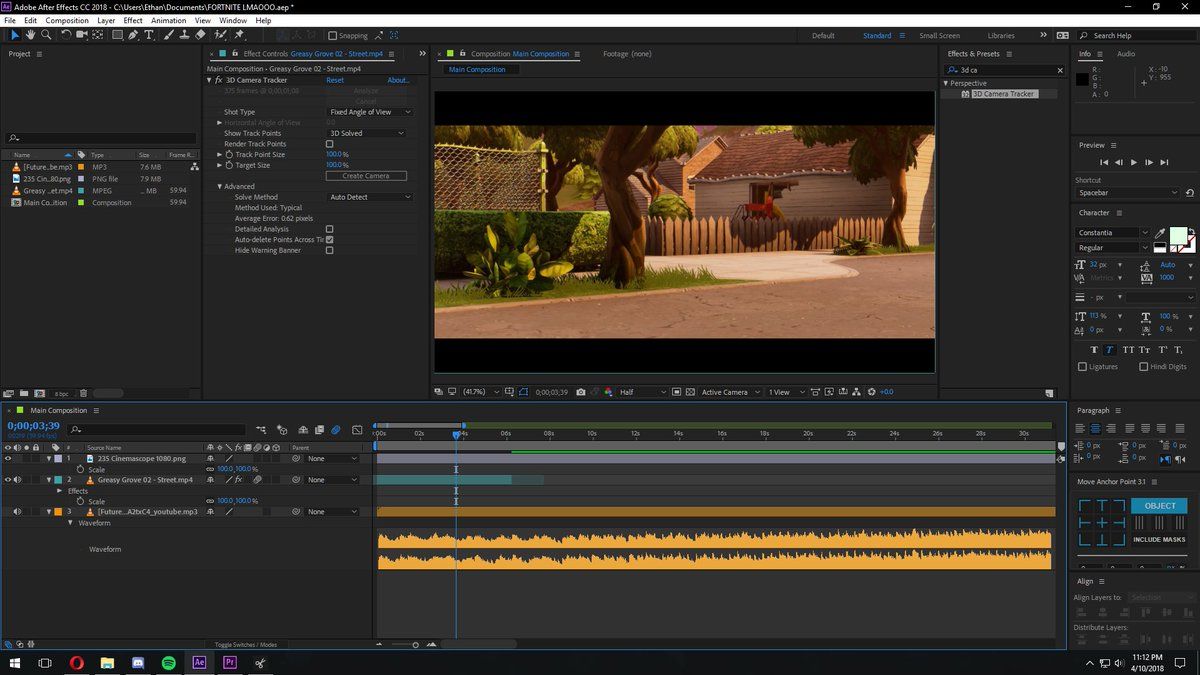 Adobe After Effects CC 2018 - C:\Users\Ethan\Documents\FORTNITE LMAOOO.aep *
File Edit Composition Layer Effect Animation View Window Help
Snapping
Default Standard Small Screen Libraries Search Help
Project
Effect Controls Greasy Grove 02 - Street.mp4
Main Composition • Greasy Grove 02 - Street.mp4
fx 3D Camera Tracker Reset About...
375 frames @ 0;00;01;08 Analyze
Cancel
Shot Type Fixed Angle of View
Horizontal Angle of View 0.0
Show Track Points 3D Solved
Render Track Points
Track Point Size 100.0 %
Target Size 100.0 %
Create Camera
Advanced
Solve Method Auto Detect
Method Used: Typical
Average Error: 0.62 pixels
Detailed Analysis
Auto-delete Points Across Tir
Hide Warning Banner
Name Type Size Frame R...
[Future...be.mp3 MP3 7.6 MB
235 Cin...80.png PNG file 7.9 MB
Greasy ...et.mp4 MPEG ... MB 59.94
Main Co...ition Composition 59.94
8 bpc
Composition Main Composition Footage (none)
Main Composition
(41.7%) 0;00;03;39 Half Active Camera 1 View +0.0
Effects & Presets
3d ca
Perspective
3D Camera Tracker
Info Audio
R :
G :
B :
A : 0
X : -10
Y : 955
Preview
Shortcut
Spacebar
Character
Constantia
Regular
32 px Auto
Metrics 1000
- px
113 % 100 %
0 px 0 %
T T TT Tt T' T,
Ligatures Hindi Digits
Paragraph
0 px 0 px 0 px
0 px 0 px
Move Anchor Point 3.1
OBJECT
INCLUDE MASKS
Align
Align Layers to: Selection
Distribute Layers:
Main Composition
0;00;03;39
# Source Name Parent
00s 02s 04s 06s 08s 10s 12s 14s 16s 18s 20s 22s 24s 26s 28s 30s
1 235 Cinemascope 1080.png None
Scale 100.0,100.0 %
2 Greasy Grove 02 - Street.mp4 fx None
Effects
Scale 100.0,100.0 %
3 [Future...A2txC4_youtube.mp3 None
Waveform
Waveform
Toggle Switches / Modes
Ae Pr
11:12 PM
4/10/2018